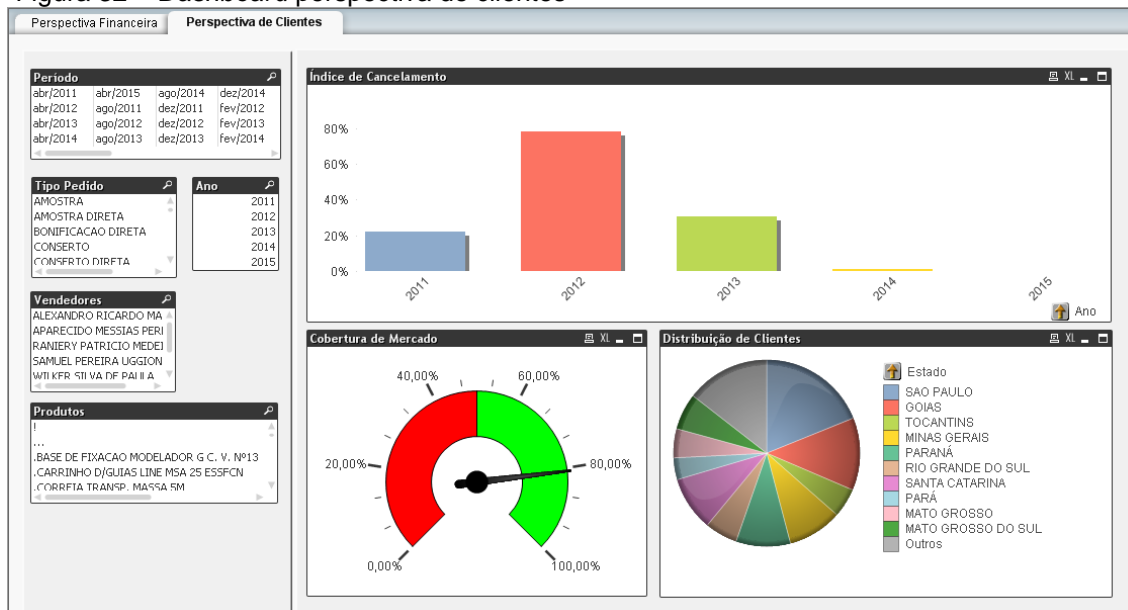 Figura 32 – Dashboard perspectiva de clientes
Perspectiva Financeira
Perspectiva de Clientes
Período
abr/2011 abr/2015 ago/2014 dez/2014
abr/2012 ago/2011 dez/2011 fev/2012
abr/2013 ago/2012 dez/2012 fev/2013
abr/2014 ago/2013 dez/2013 fev/2014
Tipo Pedido
AMOSTRA
AMOSTRA DIRETA
BONIFICACAO DIRETA
CONSERTO
CONSERTO DIRETA
Ano
2011
2012
2013
2014
2015
Vendedores
ALEXANDRO RICARDO MA
APARECIDO MESSIAS PERI
RANIERY PATRICIO MEDEI
SAMUEL PEREIRA UGGION
WILKER SILVA DE PAULA
Produtos
!
...
.BASE DE FIXACAO MODELADOR G C. V. Nº13
.CARRINHO D/GUIAS LINE MSA 25 ESSFCN
.CORREIA TRANSP. MASSA 5M
Índice de Cancelamento
XL
80%
60%
40%
20%
0%
2011
2012
2013
2014
2015
Ano
Cobertura de Mercado
XL
40,00%
60,00%
20,00%
80,00%
0,00%
100,00%
Distribuição de Clientes
XL
Estado
SAO PAULO
GOIAS
TOCANTINS
MINAS GERAIS
PARANÁ
RIO GRANDE DO SUL
SANTA CATARINA
PARÁ
MATO GROSSO
MATO GROSSO DO SUL
Outros